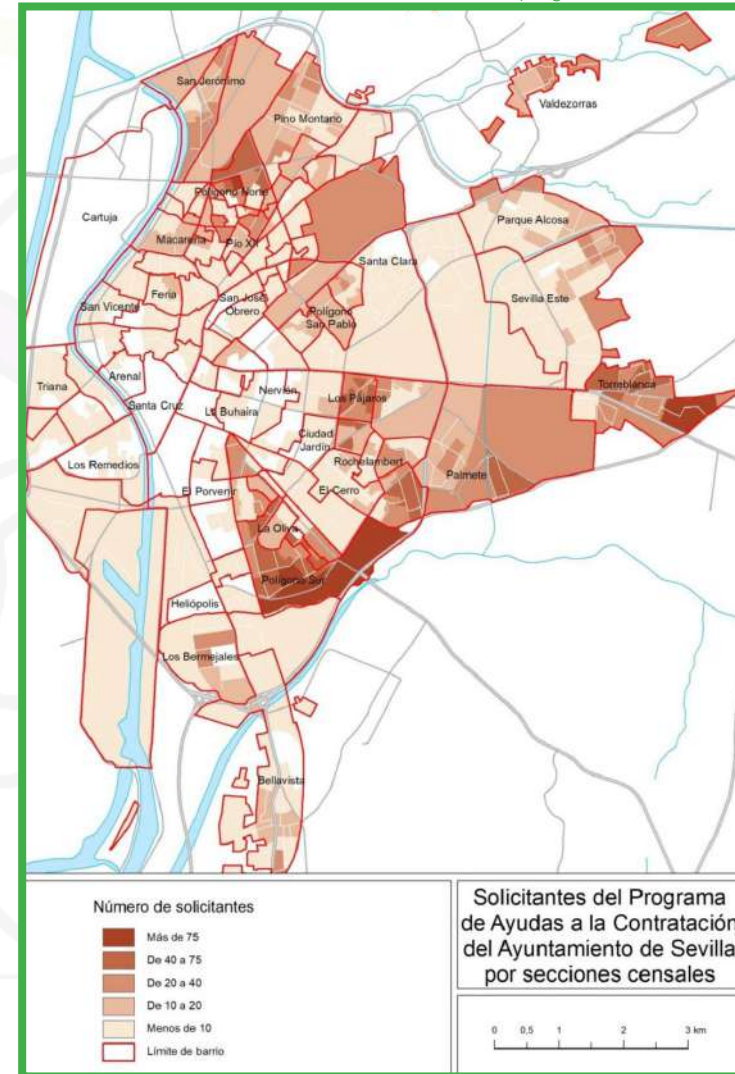 San Jerónimo
Valdezorras
Pino Montano
Polígono Norte
Cartuja
Parque Alcosa
Macarena
Pío XII
Santa Clara
Feria
San José
Obrero
Sevilla Este
San Vicente
Polígono
San Pablo
Arenal
Triana
Nervión
Torreblanca
Santa Cruz
La Buhaira
Los Pájaros
Ciudad
Jardín
Los Remedios
Rochelambert
Palmete
El Porvenir
El Cerro
La Oliva
Polígono Sur
Heliópolis
Los Bermejales
Bellavista
Número de solicitantes
Más de 75
De 40 a 75
De 20 a 40
De 10 a 20
Menos de 10
Límite de barrio
Solicitantes del Programa
de Ayudas a la Contratación
del Ayuntamiento de Sevilla
por secciones censales
0 0,5 1 2 3 km